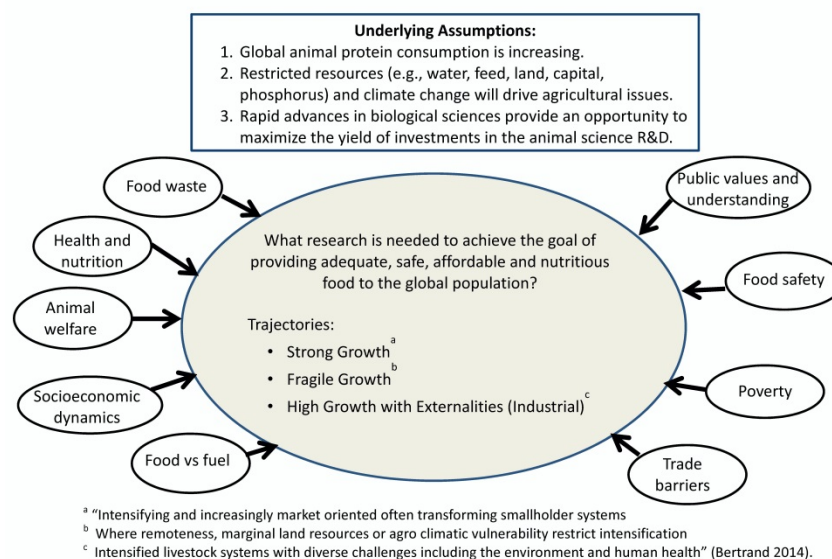 Underlying Assumptions:
1. Global animal protein consumption is increasing.
2. Restricted resources (e.g., water, feed, land, capital,
phosphorus) and climate change will drive agricultural issues.
3. Rapid advances in biological sciences provide an opportunity to
maximize the yield of investments in the animal science R&D.
Food waste
Health and
nutrition
Animal
welfare
Socioeconomic
dynamics
Food vs fuel
What research is needed to achieve the goal of
providing adequate, safe, affordable and nutritious
food to the global population?
Trajectories:
• Strong Growth a
• Fragile Growth b
• High Growth with Externalities (Industrial) c
Public values and
understanding
Food safety
Poverty
Trade
barriers
a “Intensifying and increasingly market oriented often transforming smallholder systems
b Where remoteness, marginal land resources or agro climatic vulnerability restrict intensification
c Intensified livestock systems with diverse challenges including the environment and human health” (Bertrand 2014).